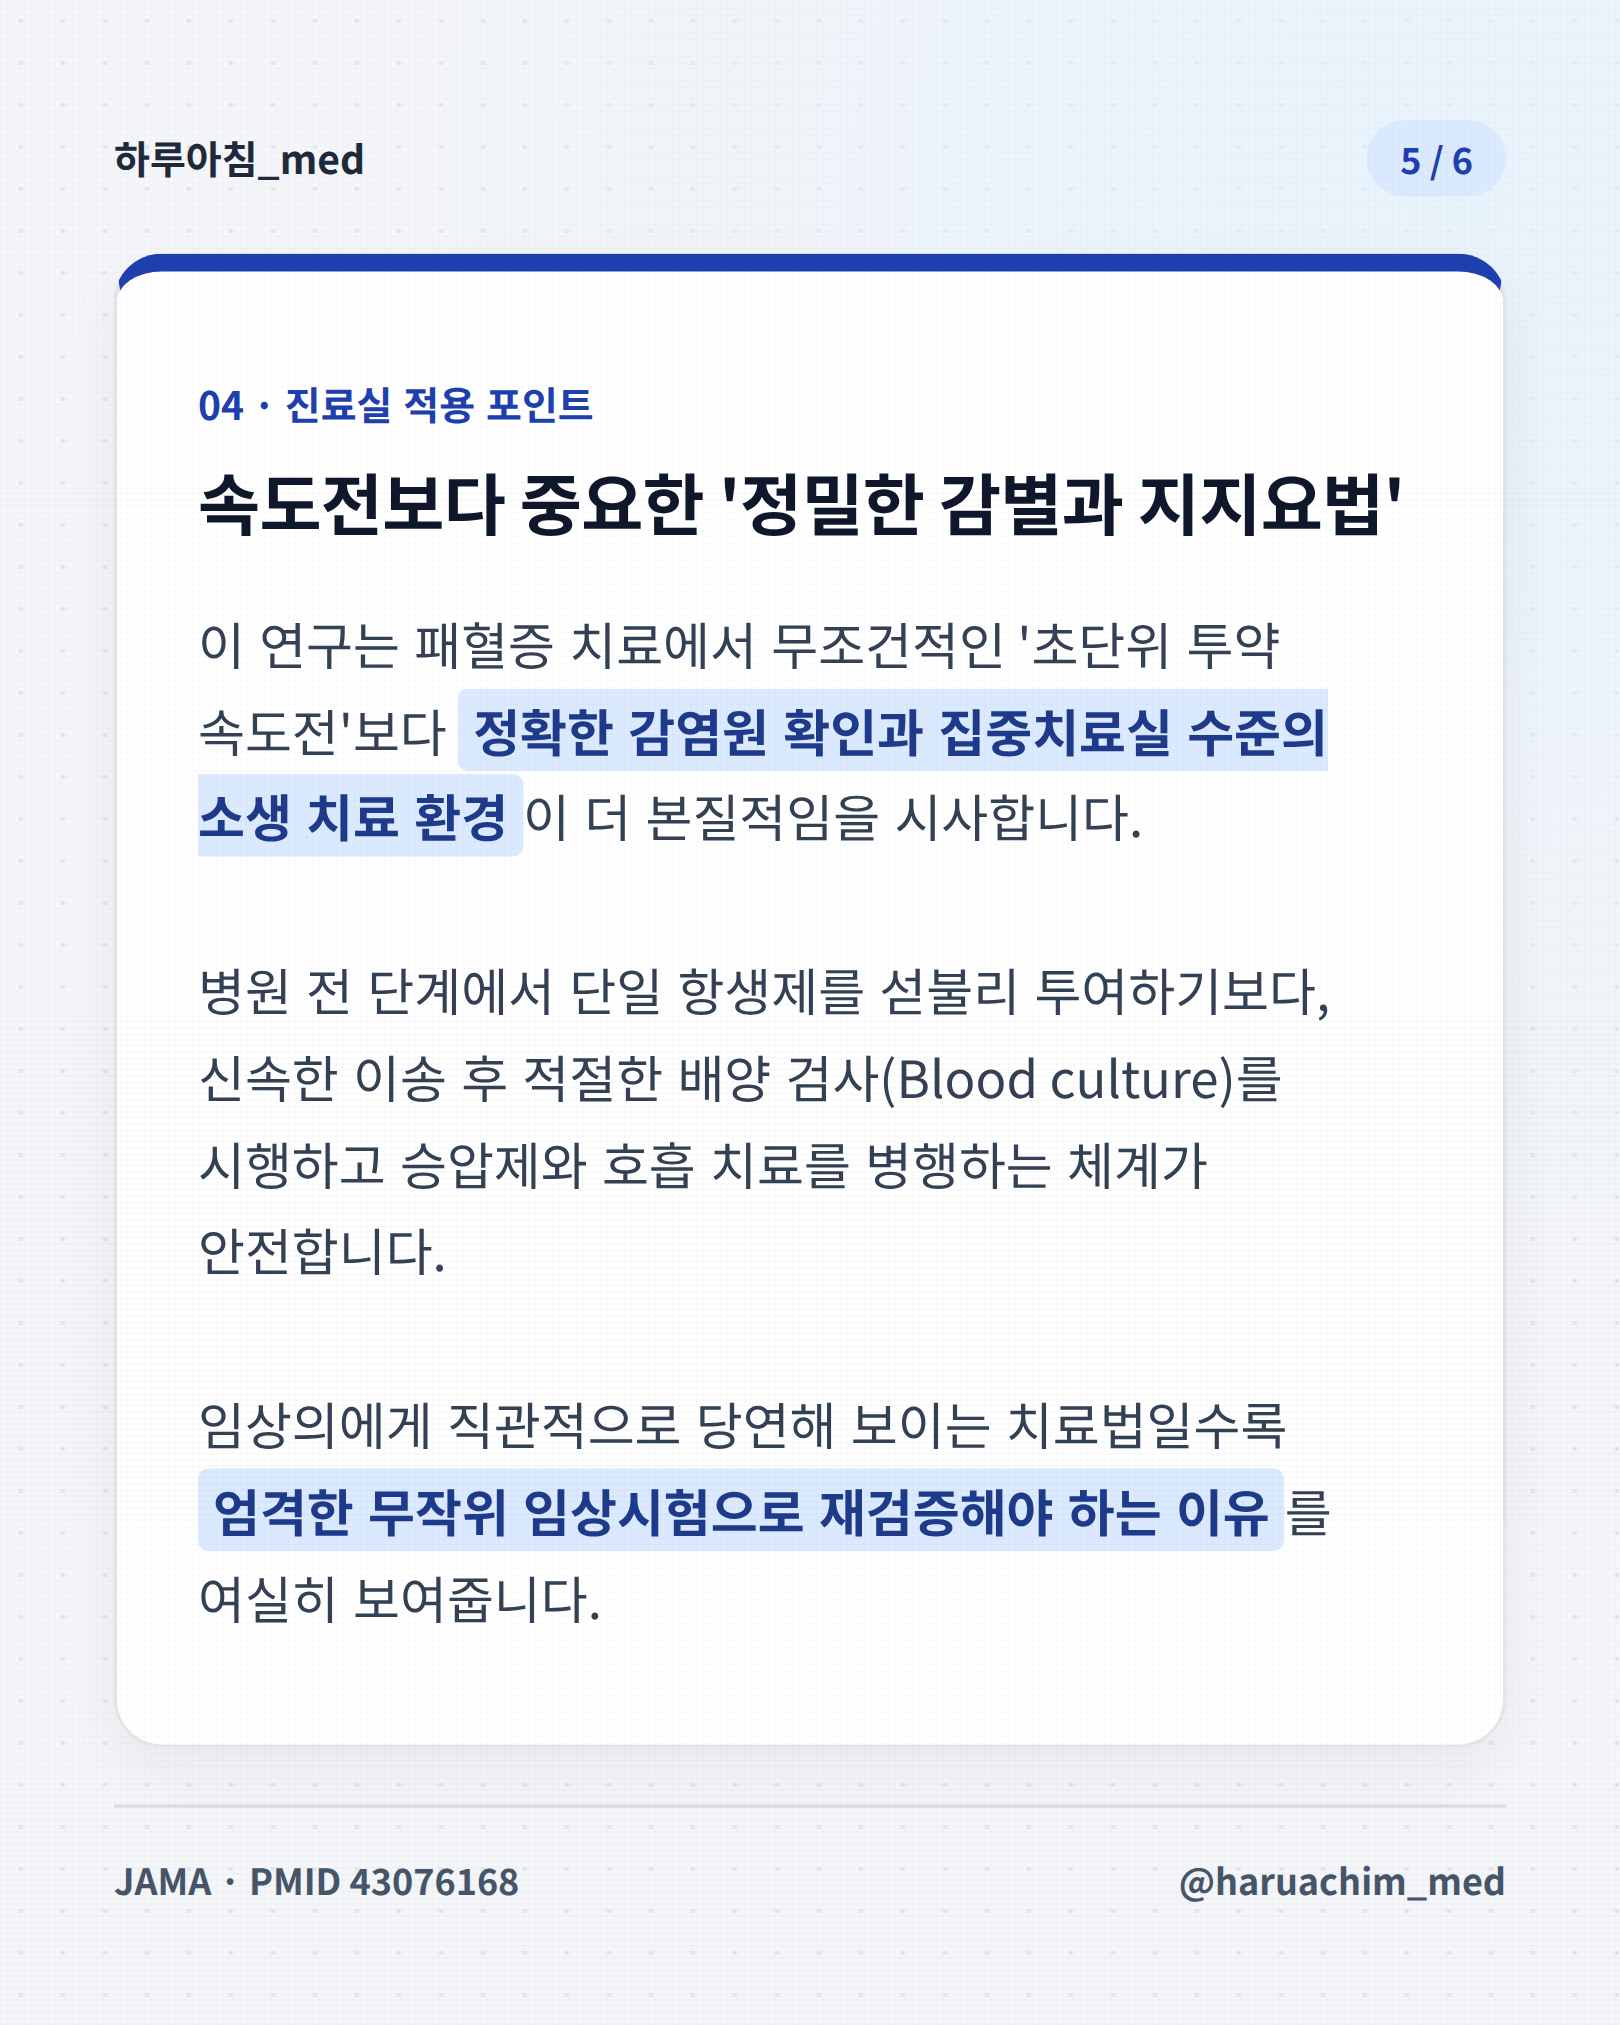 하루아침_med
5 / 6
04 · 진료실 적용 포인트
속도전보다 중요한 '정밀한 감별과 지지요법'
이 연구는 패혈증 치료에서 무조건적인 '초단위 투약
속도전'보다 정확한 감염원 확인과 집중치료실 수준의
소생 치료 환경이 더 본질적임을 시사합니다.
병원 전 단계에서 단일 항생제를 섣불리 투여하기보다,
신속한 이송 후 적절한 배양 검사(Blood culture)를
시행하고 승압제와 호흡 치료를 병행하는 체계가
안전합니다.
임상의에게 직관적으로 당연해 보이는 치료법일수록
엄격한 무작위 임상시험으로 재검증해야 하는 이유를
여실히 보여줍니다.
JAMA · PMID 43076168
@haruachim_med